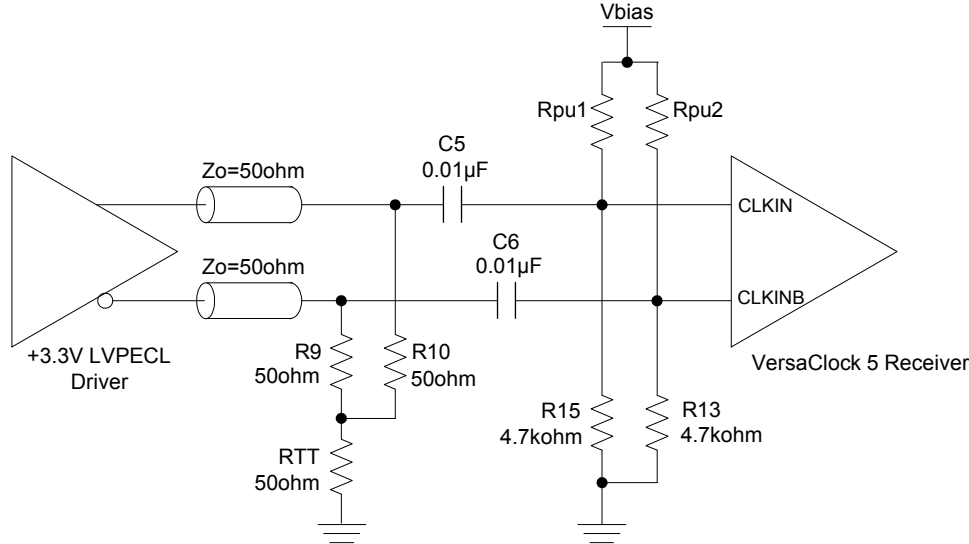 Vbias
Rpu1
Rpu2
C5
0.01µF
Zo=50ohm
CLKIN
C6
0.01µF
Zo=50ohm
CLKINB
+3.3V LVPECL
Driver
R9
50ohm
R10
50ohm
VersaClock 5 Receiver
R15
4.7kohm
R13
4.7kohm
RTT
50ohm